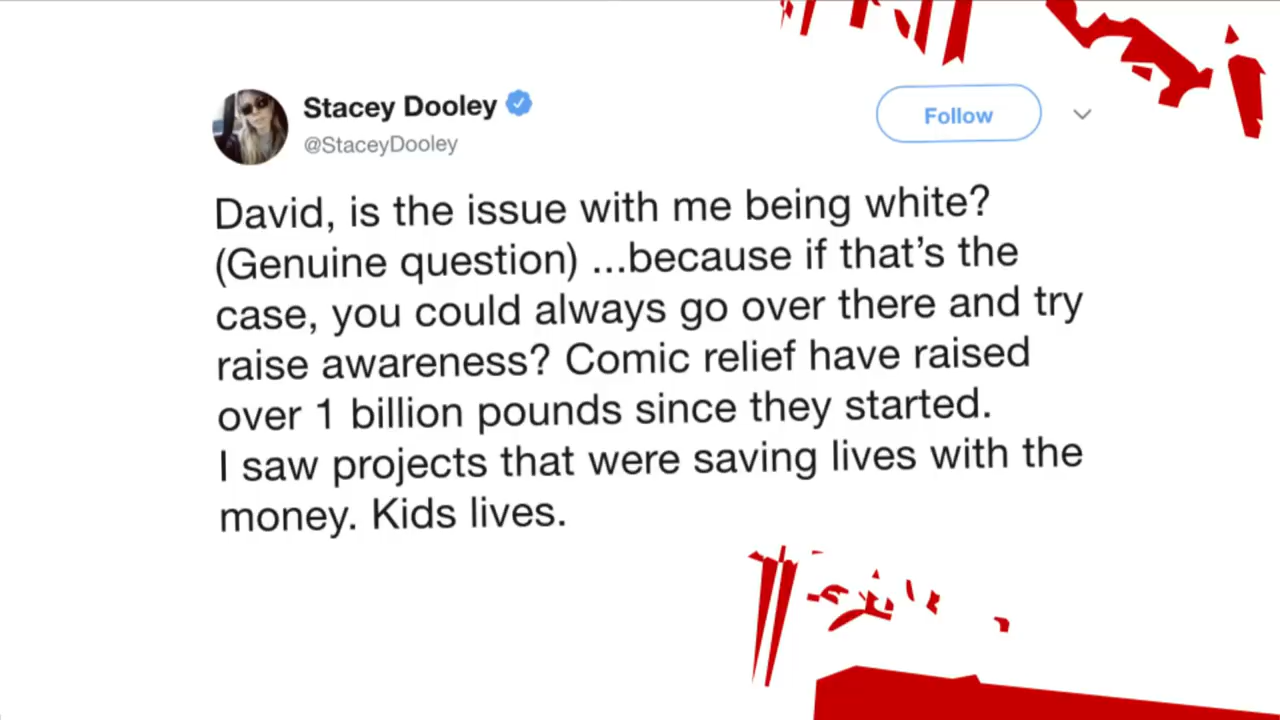 Stacey Dooley
@StaceyDooley
Follow
David, is the issue with me being white?
(Genuine question) ...because if that's the
case, you could always go over there and try
raise awareness? Comic relief have raised
over 1 billion pounds since they started.
I saw projects that were saving lives with the
money. Kids lives.